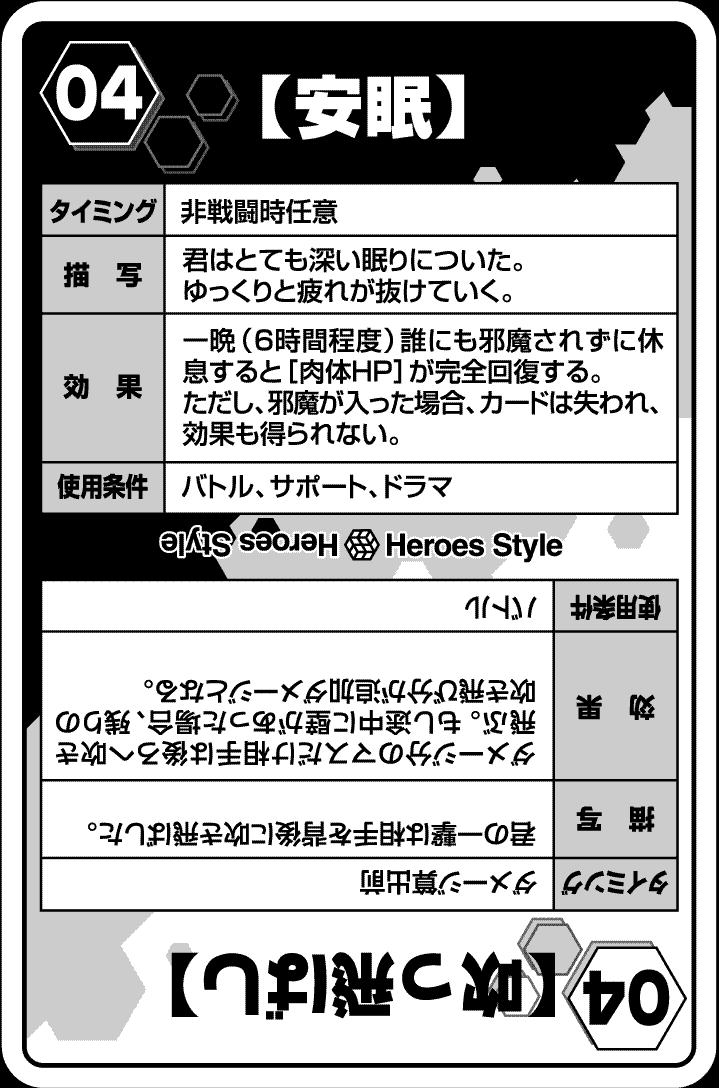 04
【安眠】
タイミング 非戦闘時任意
描　写 君はとても深い眠りについた。
ゆっくりと疲れが抜けていく。
効　果 一晩（6時間程度）誰にも邪魔されずに休
息すると［肉体HP］が完全回復する。
ただし、邪魔が入った場合、カードは失われ、
効果も得られない。
使用条件 バトル、サポート、ドラマ
Heroes Style
Heroes Style
04
【吹っ飛ばし】
タイミング ダメージ算出前
描　写 君の一撃は相手を背後に吹き飛ばした。
効　果 ダメージ分のマスだけ相手は後ろへ吹き
飛ぶ。もし途中に壁があった場合、残りの
吹き飛び分が追加ダメージとなる。
使用条件 バトル